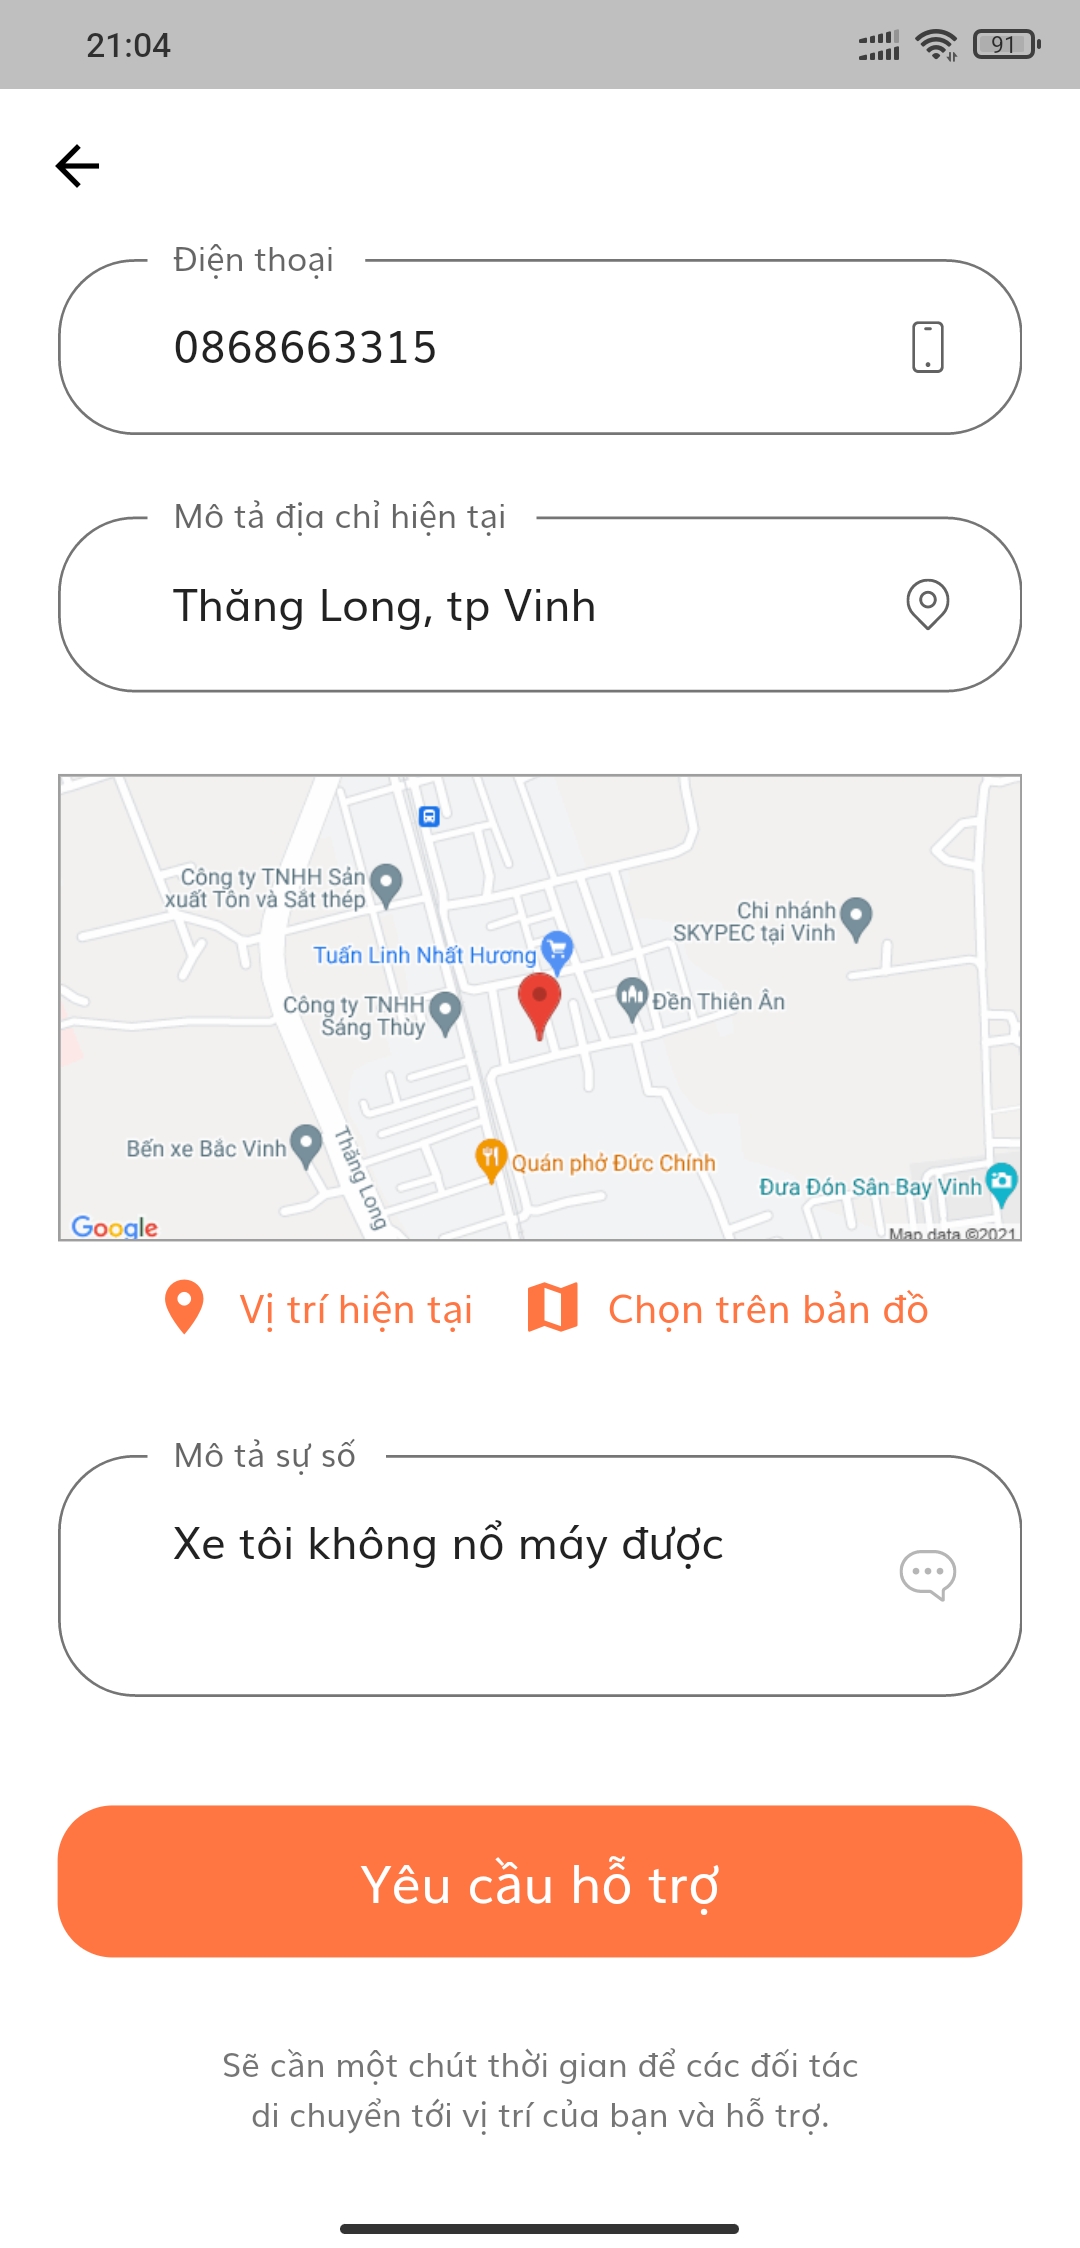 21:04
91
Điện thoại
0868663315
Mô tả địa chỉ hiện tại
Thăng Long, tp Vinh
Công ty TNHH Sản
xuất Tôn và Sắt thép
Chi nhánh
SKYPEC tại Vinh
Tuấn Linh Nhất Hương
Công ty TNHH
Sáng Thùy
Đền Thiên Ân
Bến xe Bắc Vinh
Thăng Long
Quán phở Đức Chính
Đưa Đón Sân Bay Vinh
Google
Map data ©2021
Vị trí hiện tại
Chọn trên bản đồ
Mô tả sự số
Xe tôi không nổ máy được
Yêu cầu hỗ trợ
Sẽ cần một chút thời gian để các đối tác
di chuyển tới vị trí của bạn và hỗ trợ.